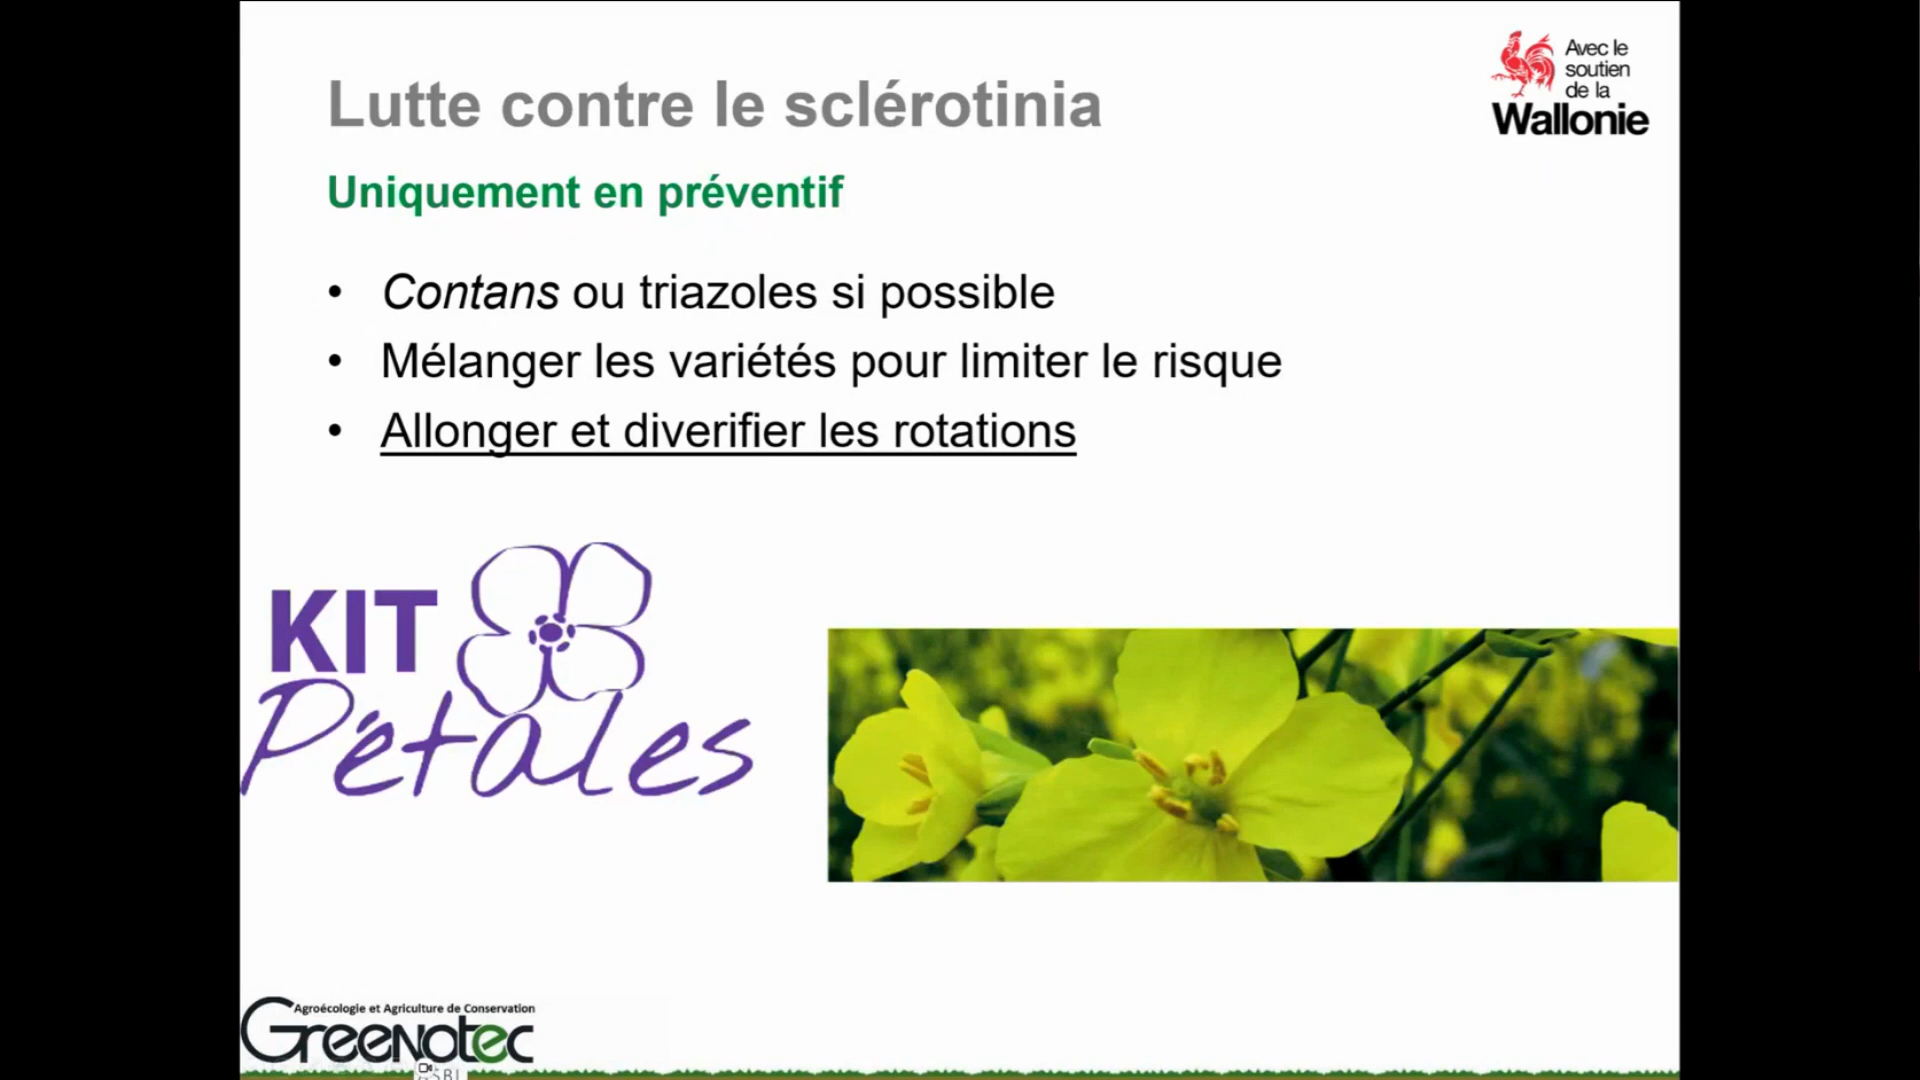 Avec le
soutien
de la
Wallonie
Lutte contre le sclérotinia
Uniquement en préventif
• Contans ou triazoles si possible
• Mélanger les variétés pour limiter le risque
• Allonger et diverifier les rotations
KIT
Pétales
Agroécologie et Agriculture de Conservation
Greenotec